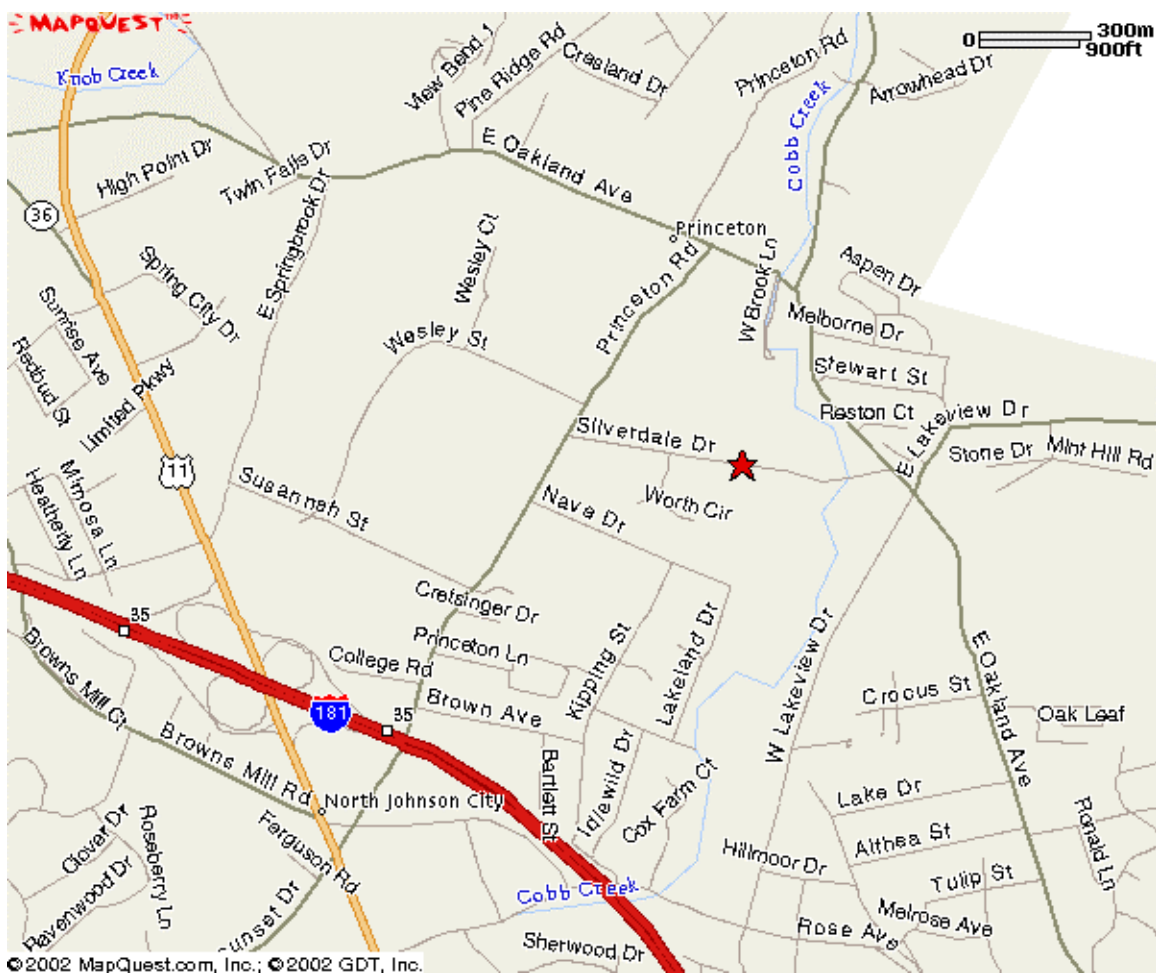 MAPQUEST™
0 300m
900ft
Knob Creek
View Bend 1
Pine Ridge Rd
Crasland Dr
Princeton Rd
Arrowhead Dr
Cobb Creek
High Point Dr
Twin Falls Dr
E Oakland Ave
36
E Springbrook Dr
Princeton
Wesley Ct
Princeton Rd
W Brook Ln
Aspen Dr
Spring City Dr
Sunrise Ave
Redbud St
Limited Pkwy
Wesley St
Melborne Dr
Stewart St
Reston Ct
E Lakeview Dr
Silverdale Dr
Stone Dr
Mint Hill Rd
11
Mimosa Ln
Heatherly Ln
Susannah St
Nava Dr
Worth Cir
35
Cretsinger Dr
Princeton Ln
College Rd
Kipping St
Lakeland Dr
W Lakeview Dr
E Oakland Ave
Browns Mill Ct
181
35
Brown Ave
Crocus St
Oak Leaf
Browns Mill Rd
North Johnson City
Bartlett St
Idlewild Dr
Cox Farm Ct
Lake Dr
Althea St
Ronald Ln
Clover Dr
Roseberry Ln
Ferguson Rd
Hillmoor Dr
Tulip St
Ravenwood Dr
Sunset Dr
Cobb Creek
Melrose Ave
Rose Ave
Sherwood Dr
©2002 MapQuest.com, Inc.; ©2002 GDT, Inc.